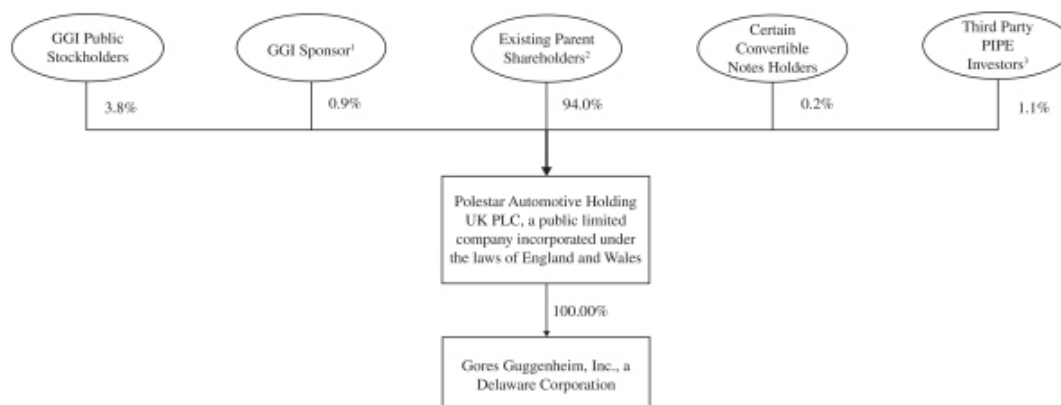 GGI Public
Stockholders
GGI Sponsor¹
Existing Parent
Shareholders²
Certain
Convertible
Notes Holders
Third Party
PIPE
Investors³
3.8%
0.9%
94.0%
0.2%
1.1%
Polestar Automotive Holding
UK PLC, a public limited
company incorporated under
the laws of England and Wales
100.00%
Gores Guggenheim, Inc., a
Delaware Corporation